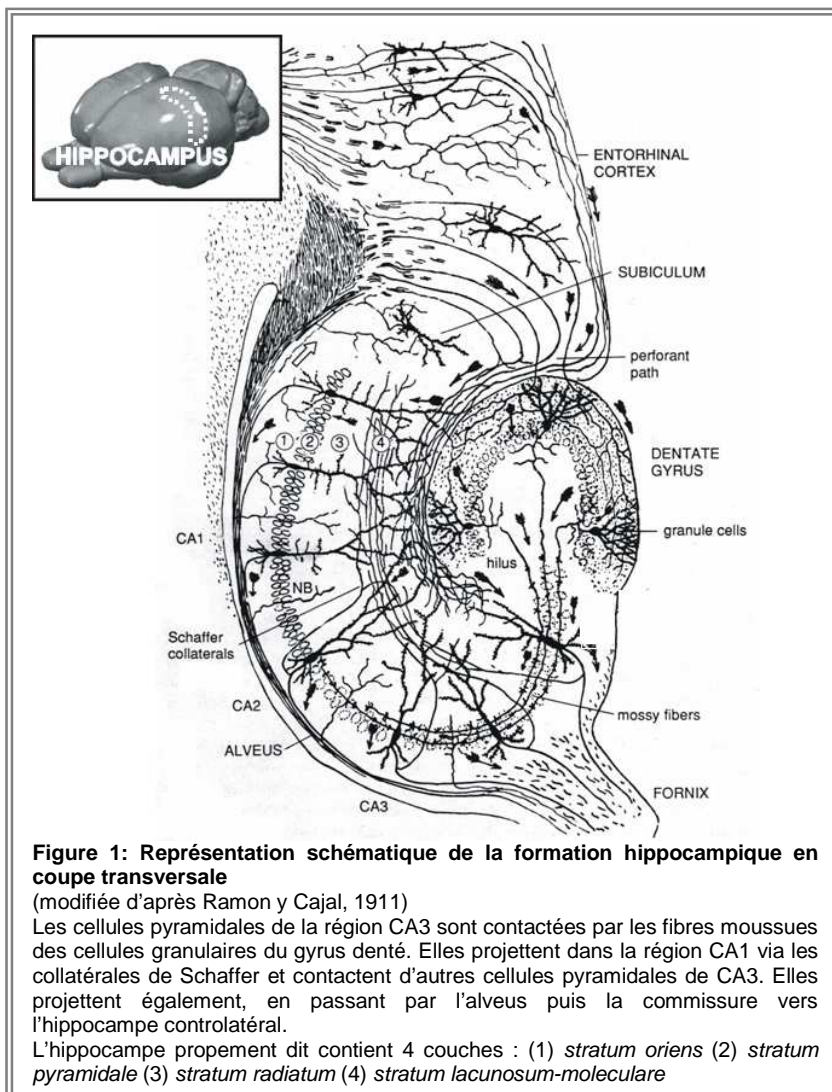 HIPPOCAMPUS
ENTORHINAL
CORTEX
SUBICULUM
perforant
path
DENTATE
GYRUS
granule cells
① ② ③ ④
CA1
hilus
NB
Schaffer
collaterals
CA2
mossy fibers
ALVEUS
FORNIX
CA3
Figure 1: Représentation schématique de la formation hippocampique en
coupe transversale
(modifiée d’après Ramon y Cajal, 1911)
Les cellules pyramidales de la région CA3 sont contactées par les fibres moussues
des cellules granulaires du gyrus denté. Elles projettent dans la région CA1 via les
collatérales de Schaffer et contactent d’autres cellules pyramidales de CA3. Elles
projettent également, en passant par l’alveus puis la commissure vers
l’hippocampe controlatéral.
L’hippocampe propement dit contient 4 couches : (1) stratum oriens (2) stratum
pyramidale (3) stratum radiatum (4) stratum lacunosum-moleculare